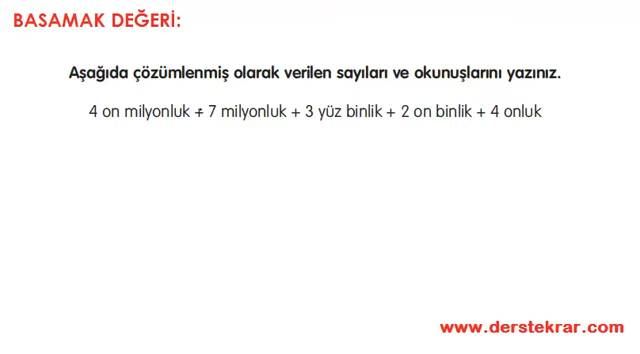 BASAMAK DEĞERİ:
Aşağıda çözümlenmiş olarak verilen sayıları ve okunuşlarını yazınız.
4 on milyonluk + 7 milyonluk + 3 yüz binlik + 2 on binlik + 4 onluk
www.derstekrar.com